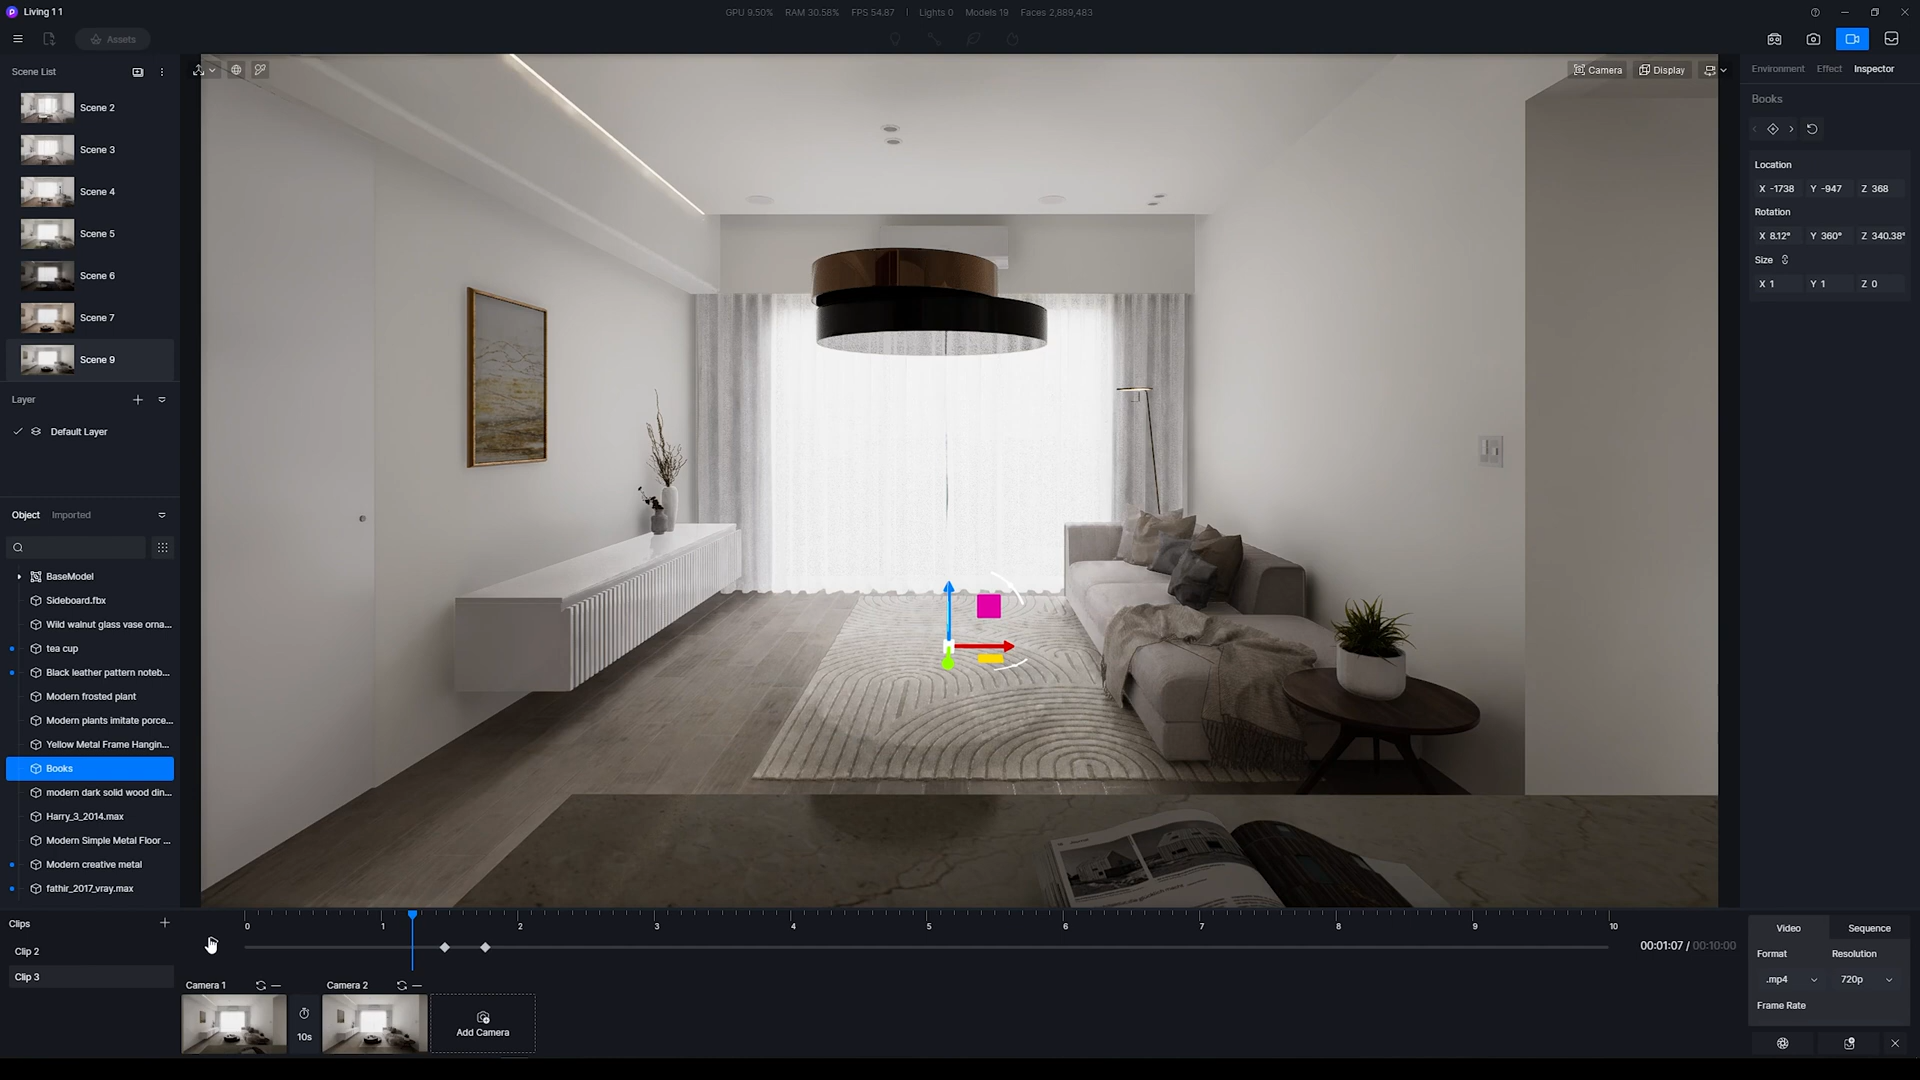 Living 1 1
GPU 9.50% RAM 30.58% FPS 54.87 | Lights 0 Models 19 Faces 2,889,483
Assets
Scene List
Scene 2
Scene 3
Scene 4
Scene 5
Scene 6
Scene 7
Scene 9
Layer
Default Layer
Object Imported
BaseModel
Sideboard.fbx
Wild walnut glass vase orna...
tea cup
Black leather pattern noteb...
Modern frosted plant
Modern plants imitate porce...
Yellow Metal Frame Hangin...
Books
modern dark solid wood din...
Harry_3_2014.max
Modern Simple Metal Floor ...
Modern creative metal
fathir_2017_vray.max
Camera Display
Environment Effect Inspector
Books
Location
X -1738 Y -947 Z 368
Rotation
X 8.12° Y 360° Z 340.38°
Size
X 1 Y 1 Z 0
Clips
Clip 2
Clip 3
0 1 2 3 4 5 6 7 8 9 10
00:01:07 / 00:10:00
Camera 1
10s
Camera 2
Add Camera
Video Sequence
Format Resolution
.mp4 720p
Frame Rate